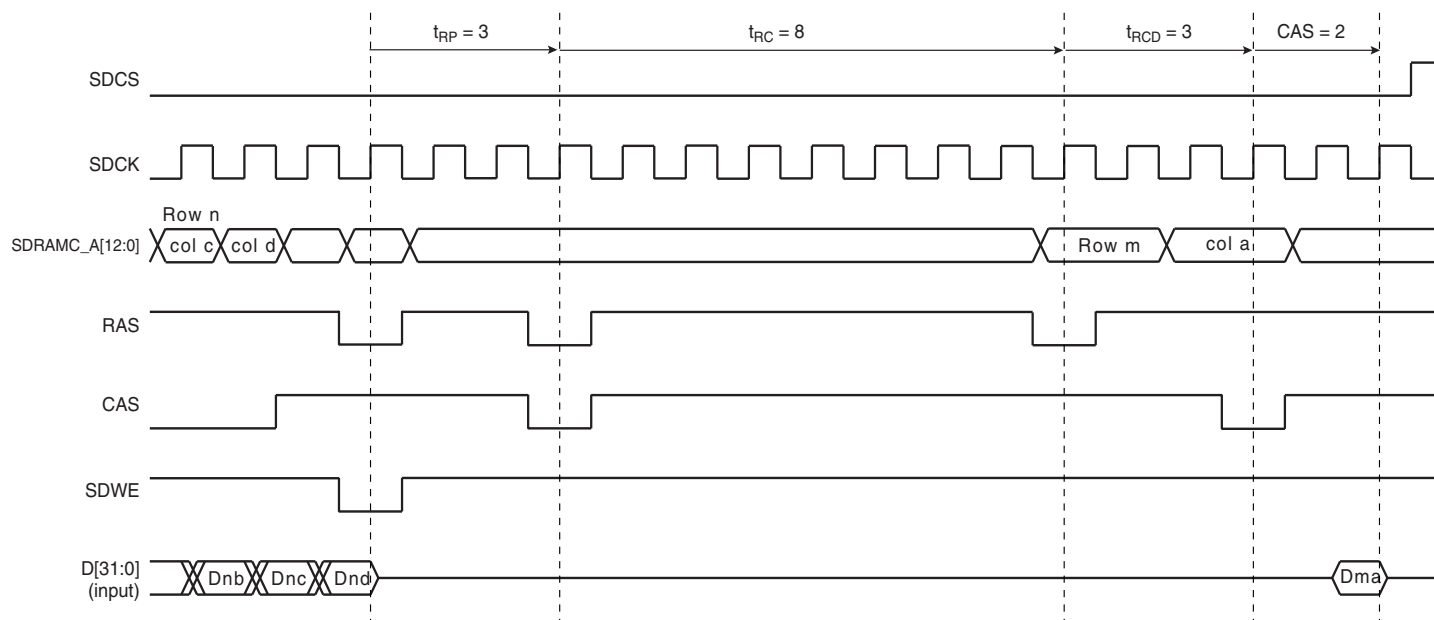 tRP = 3
tRC = 8
tRCD = 3
CAS = 2
SDCS
SDCK
Row n
SDRAMC_A[12:0]
col c
col d
Row m
col a
RAS
CAS
SDWE
D[31:0]
(input)
Dnb
Dnc
Dnd
Dma